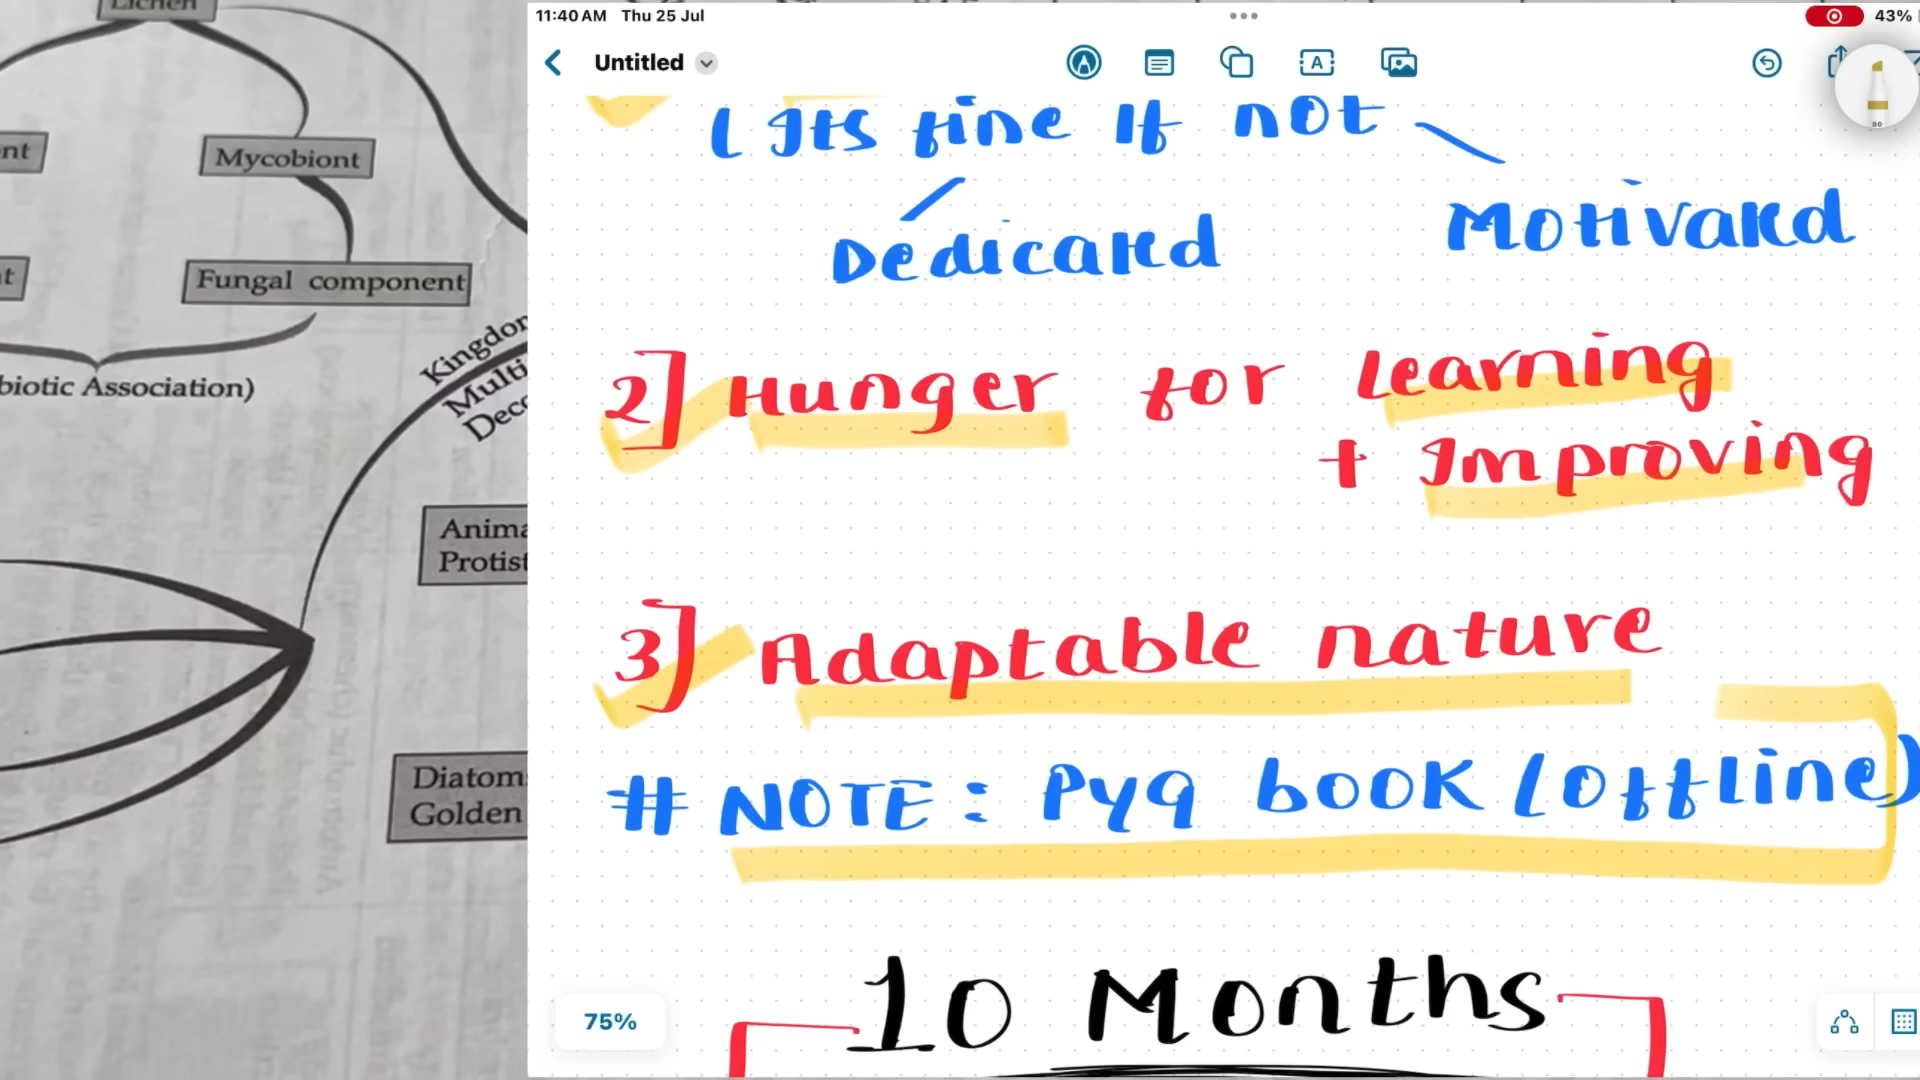 Lichen
Mycobiont
Fungal component
biotic Association)
Multi
Anima
Protist
Diatom
Golden
11:40 AM Thu 25 Jul
43%
Untitled
A
80
( Its fine If not
Dedicated
Motivated
2] Hunger for Learning
+ Improving
3] Adaptable nature
# NOTE : Pyq book (offline)
10 Months
75%